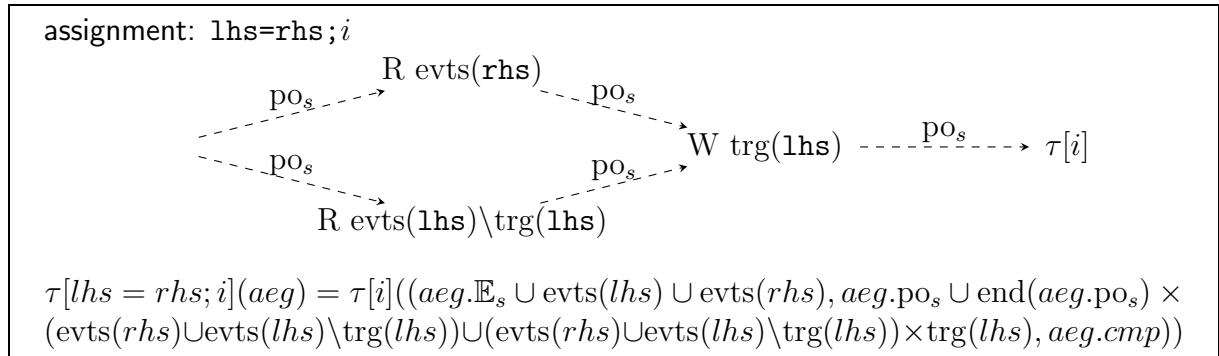 assignment: lhs=rhs;i
R evts(rhs)
po_s po_s
W trg(lhs) po_s τ[i]
po_s po_s
R evts(lhs)\trg(lhs)
τ[lhs = rhs; i](aeg) = τ[i]((aeg.𝔼_s ∪ evts(lhs) ∪ evts(rhs), aeg.po_s ∪ end(aeg.po_s) ×
(evts(rhs)∪evts(lhs)\trg(lhs))∪(evts(rhs)∪evts(lhs)\trg(lhs))×trg(lhs), aeg.cmp))